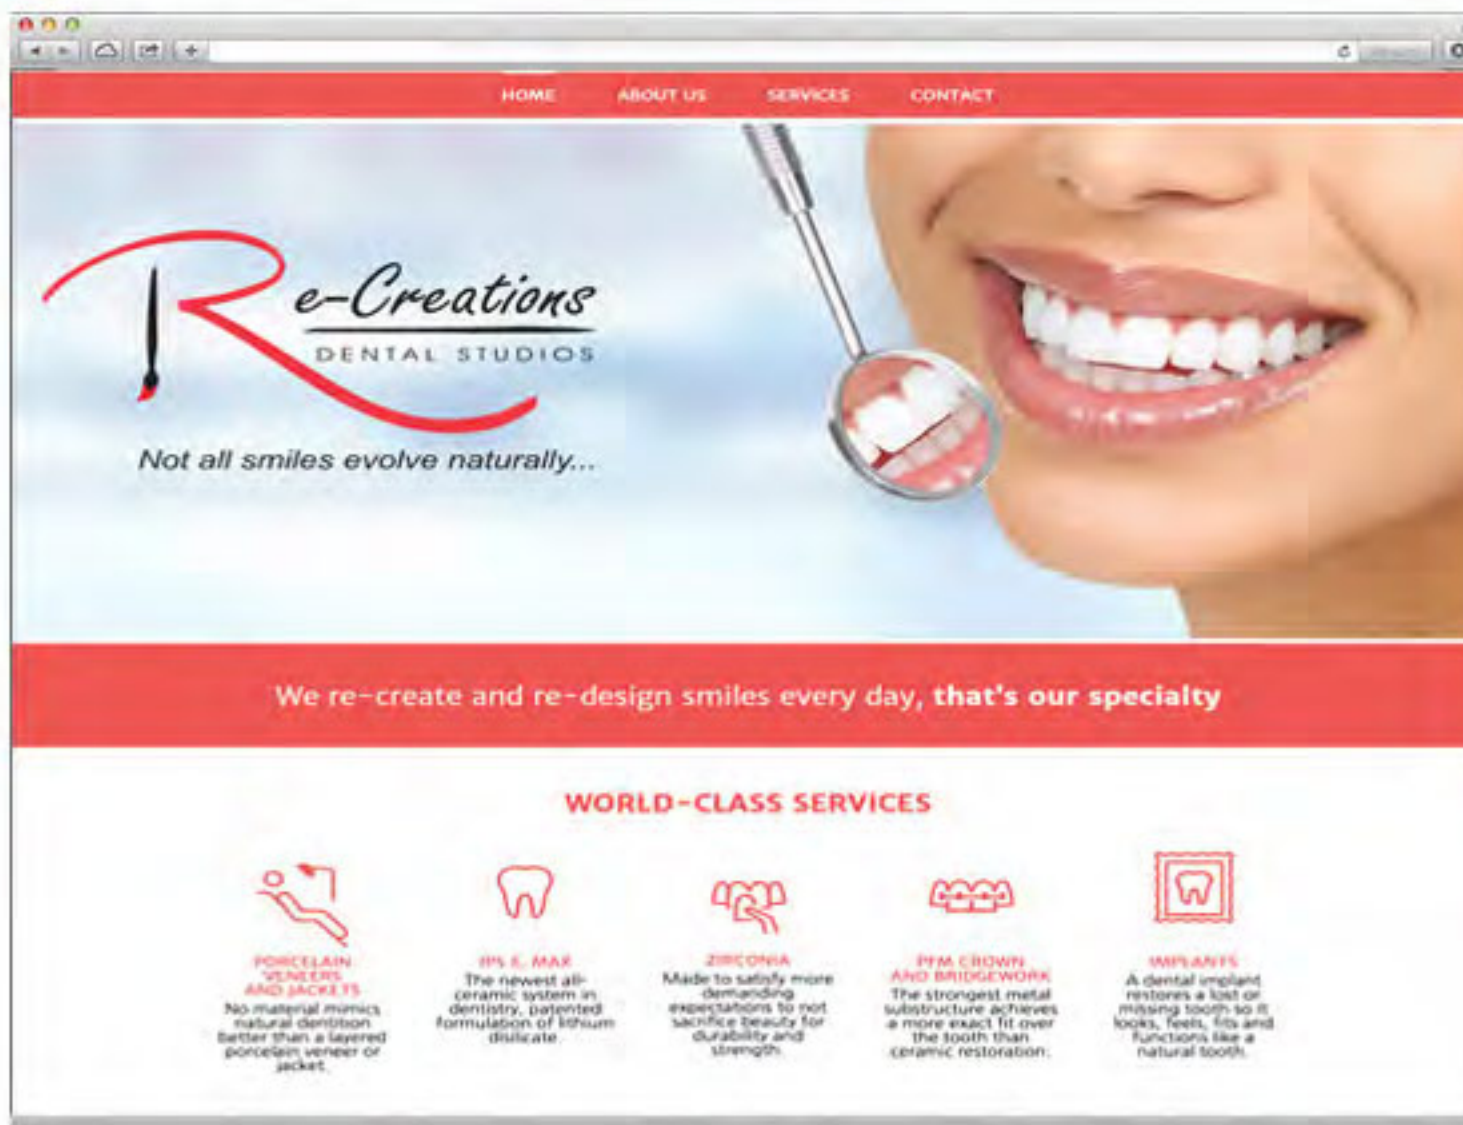 HOME ABOUT US SERVICES CONTACT
Re-Creations
DENTAL STUDIOS
Not all smiles evolve naturally...
We re-create and re-design smiles every day, that's our specialty
WORLD-CLASS SERVICES
PORCELAIN
VENEERS
AND JACKETS
No material mimics
natural dentition
better than a layered
porcelain veneer or
jacket.
IPS E. MAX
The newest all-
ceramic system in
dentistry, patented
formulation of lithium
disilicate.
ZIRCONIA
Made to satisfy more
demanding
expectations to not
sacrifice beauty for
durability and
strength.
PFM CROWN
AND BRIDGEWORK
The strongest metal
substructure achieves
a more exact fit over
the tooth than
ceramic restoration.
IMPLANTS
A dental implant
restores a lost or
missing tooth so it
looks, feels, fits and
functions like a
natural tooth.